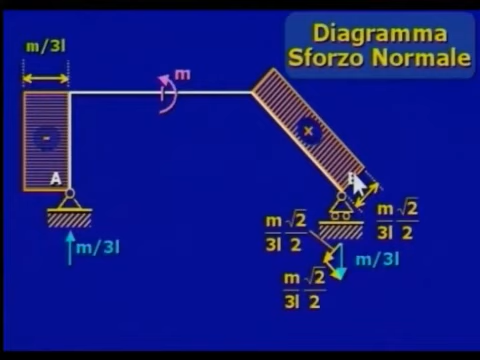 Diagramma
Sforzo Normale
m/3l
m
-
x
A
m/3l
m √2
3l 2
m √2
3l 2
m/3l
m √2
3l 2